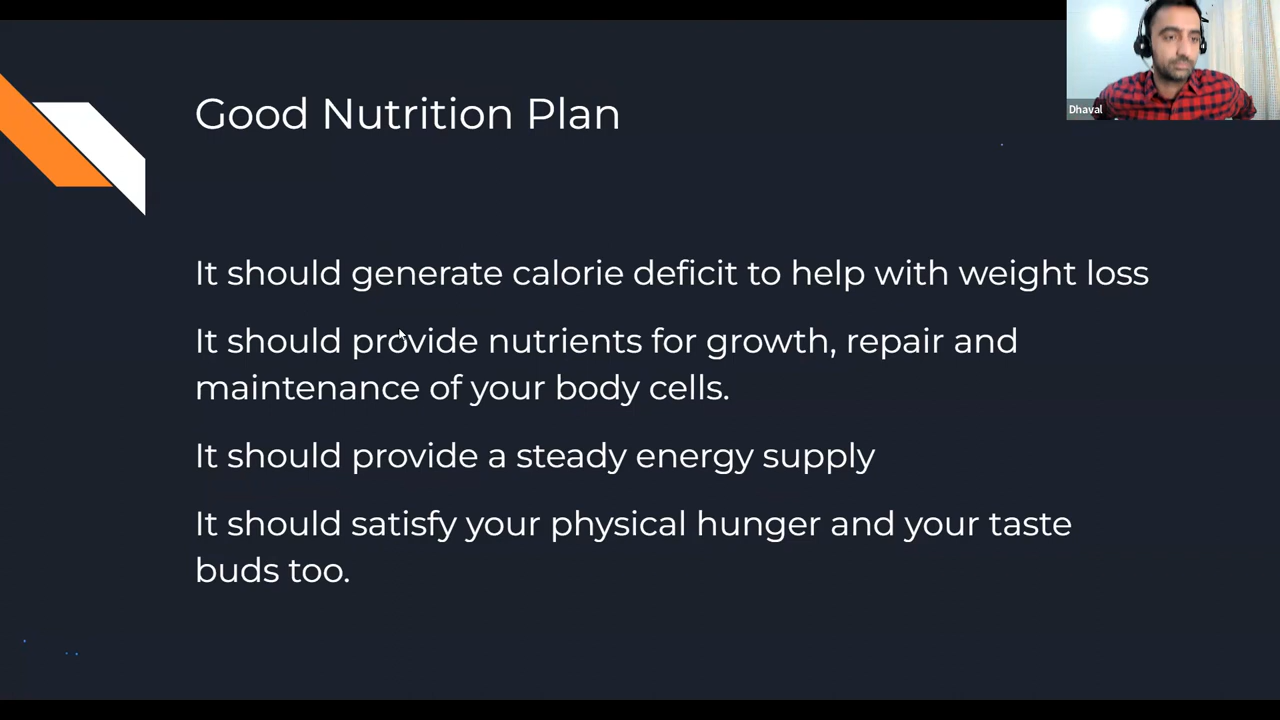 Good Nutrition Plan
Dhaval
It should generate calorie deficit to help with weight loss
It should provide nutrients for growth, repair and
maintenance of your body cells.
It should provide a steady energy supply
It should satisfy your physical hunger and your taste
buds too.